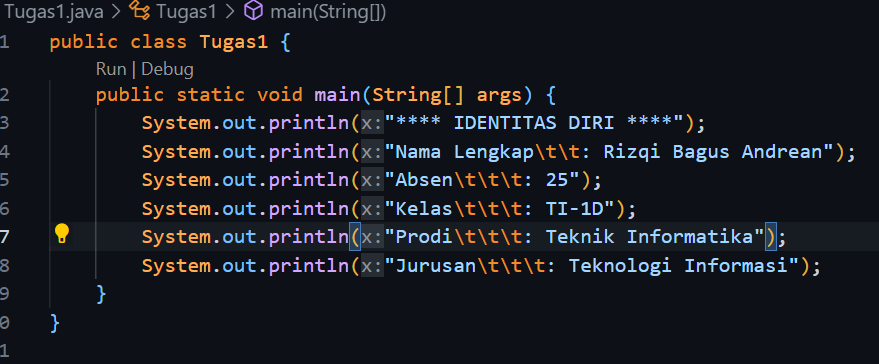 Tugas1.java > Tugas1 > main(String[])
1 public class Tugas1 {
Run | Debug
2 public static void main(String[] args) {
3 System.out.println(x:"**** IDENTITAS DIRI ****");
4 System.out.println(x:"Nama Lengkap\t\t: Rizqi Bagus Andrean");
5 System.out.println(x:"Absen\t\t\t: 25");
6 System.out.println(x:"Kelas\t\t\t: TI-1D");
7 System.out.println(x:"Prodi\t\t\t: Teknik Informatika");
8 System.out.println(x:"Jurusan\t\t\t: Teknologi Informasi");
9 }
0 }
1